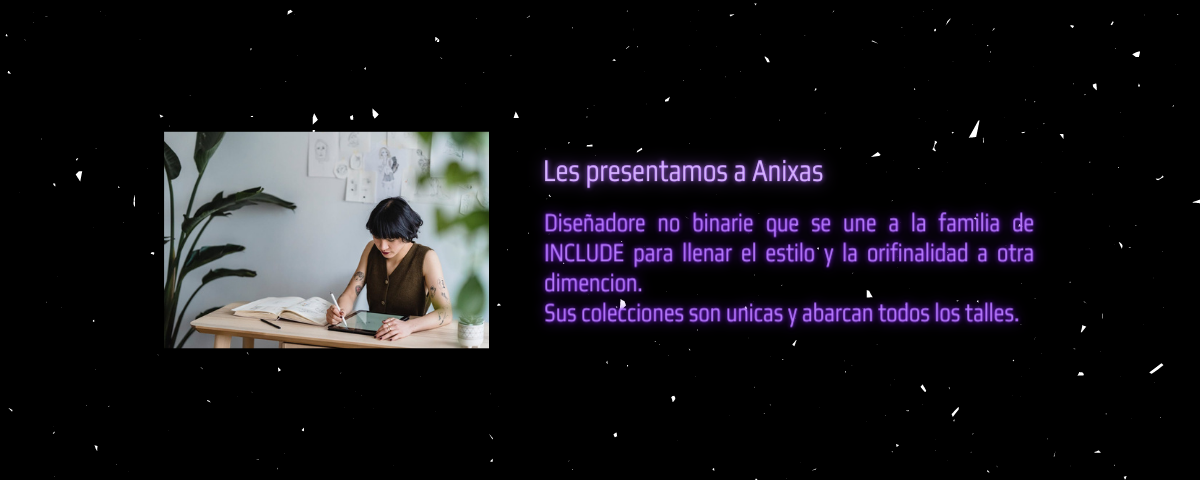 Les presentamos a Anixas
Diseñadore no binarie que se une a la familia de
INCLUDE para llenar el estilo y la orifinalidad a otra
dimencion.
Sus colecciones son unicas y abarcan todos los talles.